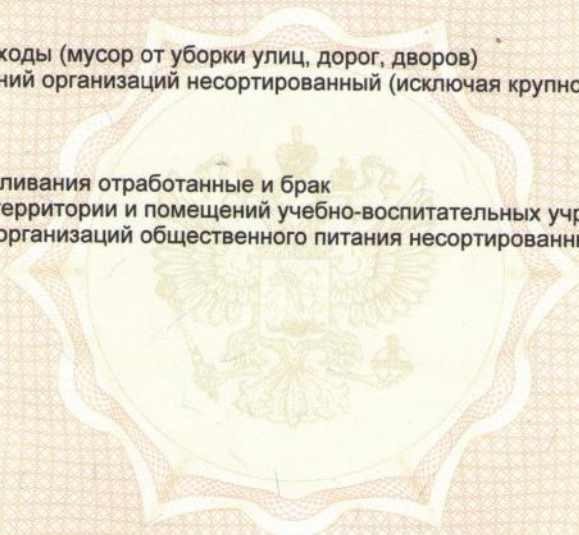 ходы (мусор от уборки улиц, дорог, дворов)
ний организаций несортированный (исключая крупно
ливания отработанные и брак
территории и помещений учебно-воспитательных учр
организаций общественного питания несортированн